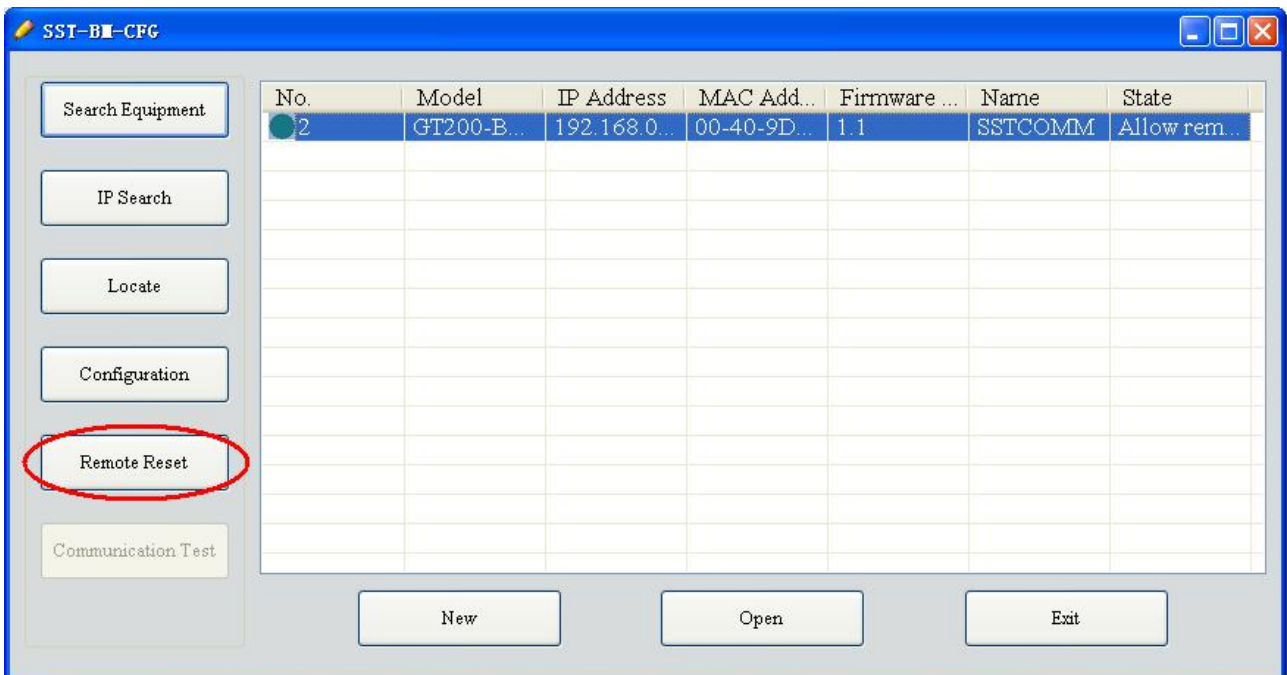 SST-BM-CFG
Search Equipment
IP Search
Locate
Configuration
Remote Reset
Communication Test
No. Model IP Address MAC Add... Firmware ... Name State
2 GT200-B... 192.168.0... 00-40-9D... 1.1 SSTCOMM Allow rem...
New Open Exit